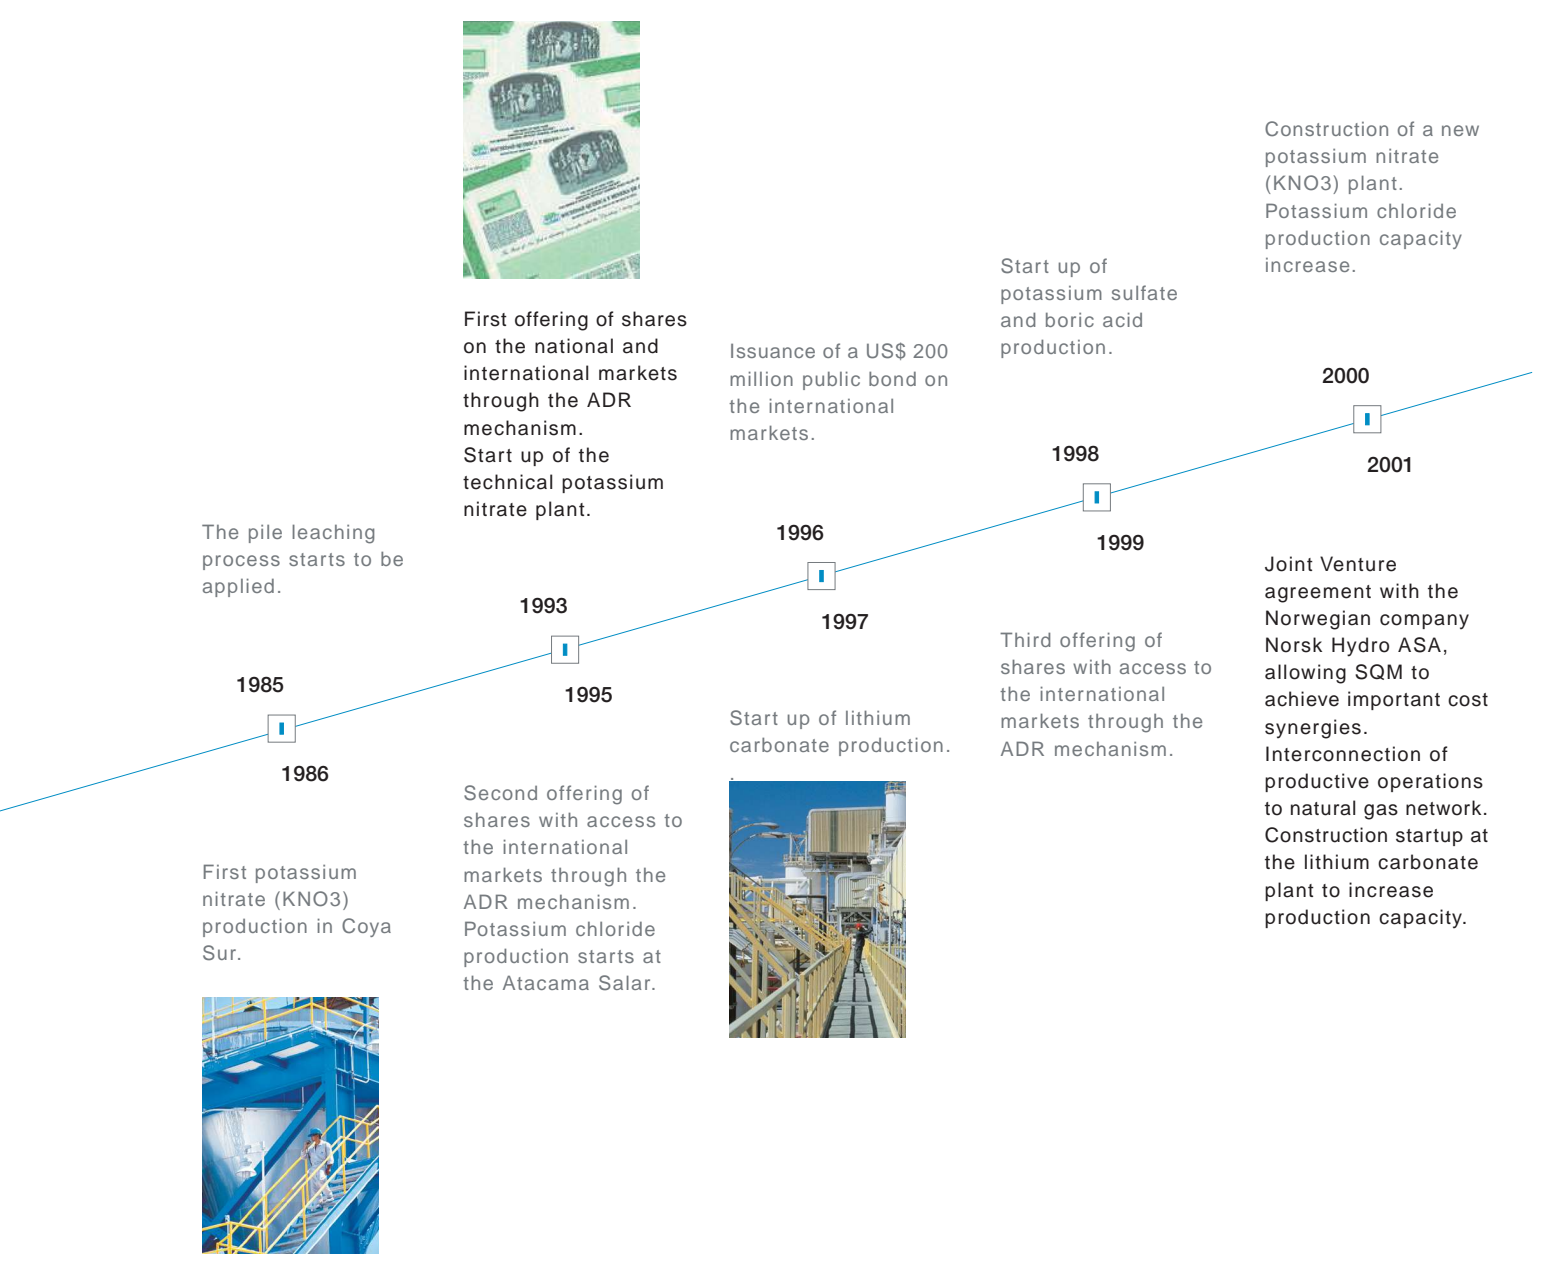 The pile leaching
process starts to be
applied.
1985
1986
First potassium
nitrate (KNO3)
production in Coya
Sur.
First offering of shares
on the national and
international markets
through the ADR
mechanism.
Start up of the
technical potassium
nitrate plant.
1993
1995
Second offering of
shares with access to
the international
markets through the
ADR mechanism.
Potassium chloride
production starts at
the Atacama Salar.
Issuance of a US$ 200
million public bond on
the international
markets.
1996
1997
Start up of lithium
carbonate production.
.
Start up of
potassium sulfate
and boric acid
production.
1998
1999
Third offering of
shares with access to
the international
markets through the
ADR mechanism.
Construction of a new
potassium nitrate
(KNO3) plant.
Potassium chloride
production capacity
increase.
2000
2001
Joint Venture
agreement with the
Norwegian company
Norsk Hydro ASA,
allowing SQM to
achieve important cost
synergies.
Interconnection of
productive operations
to natural gas network.
Construction startup at
the lithium carbonate
plant to increase
production capacity.